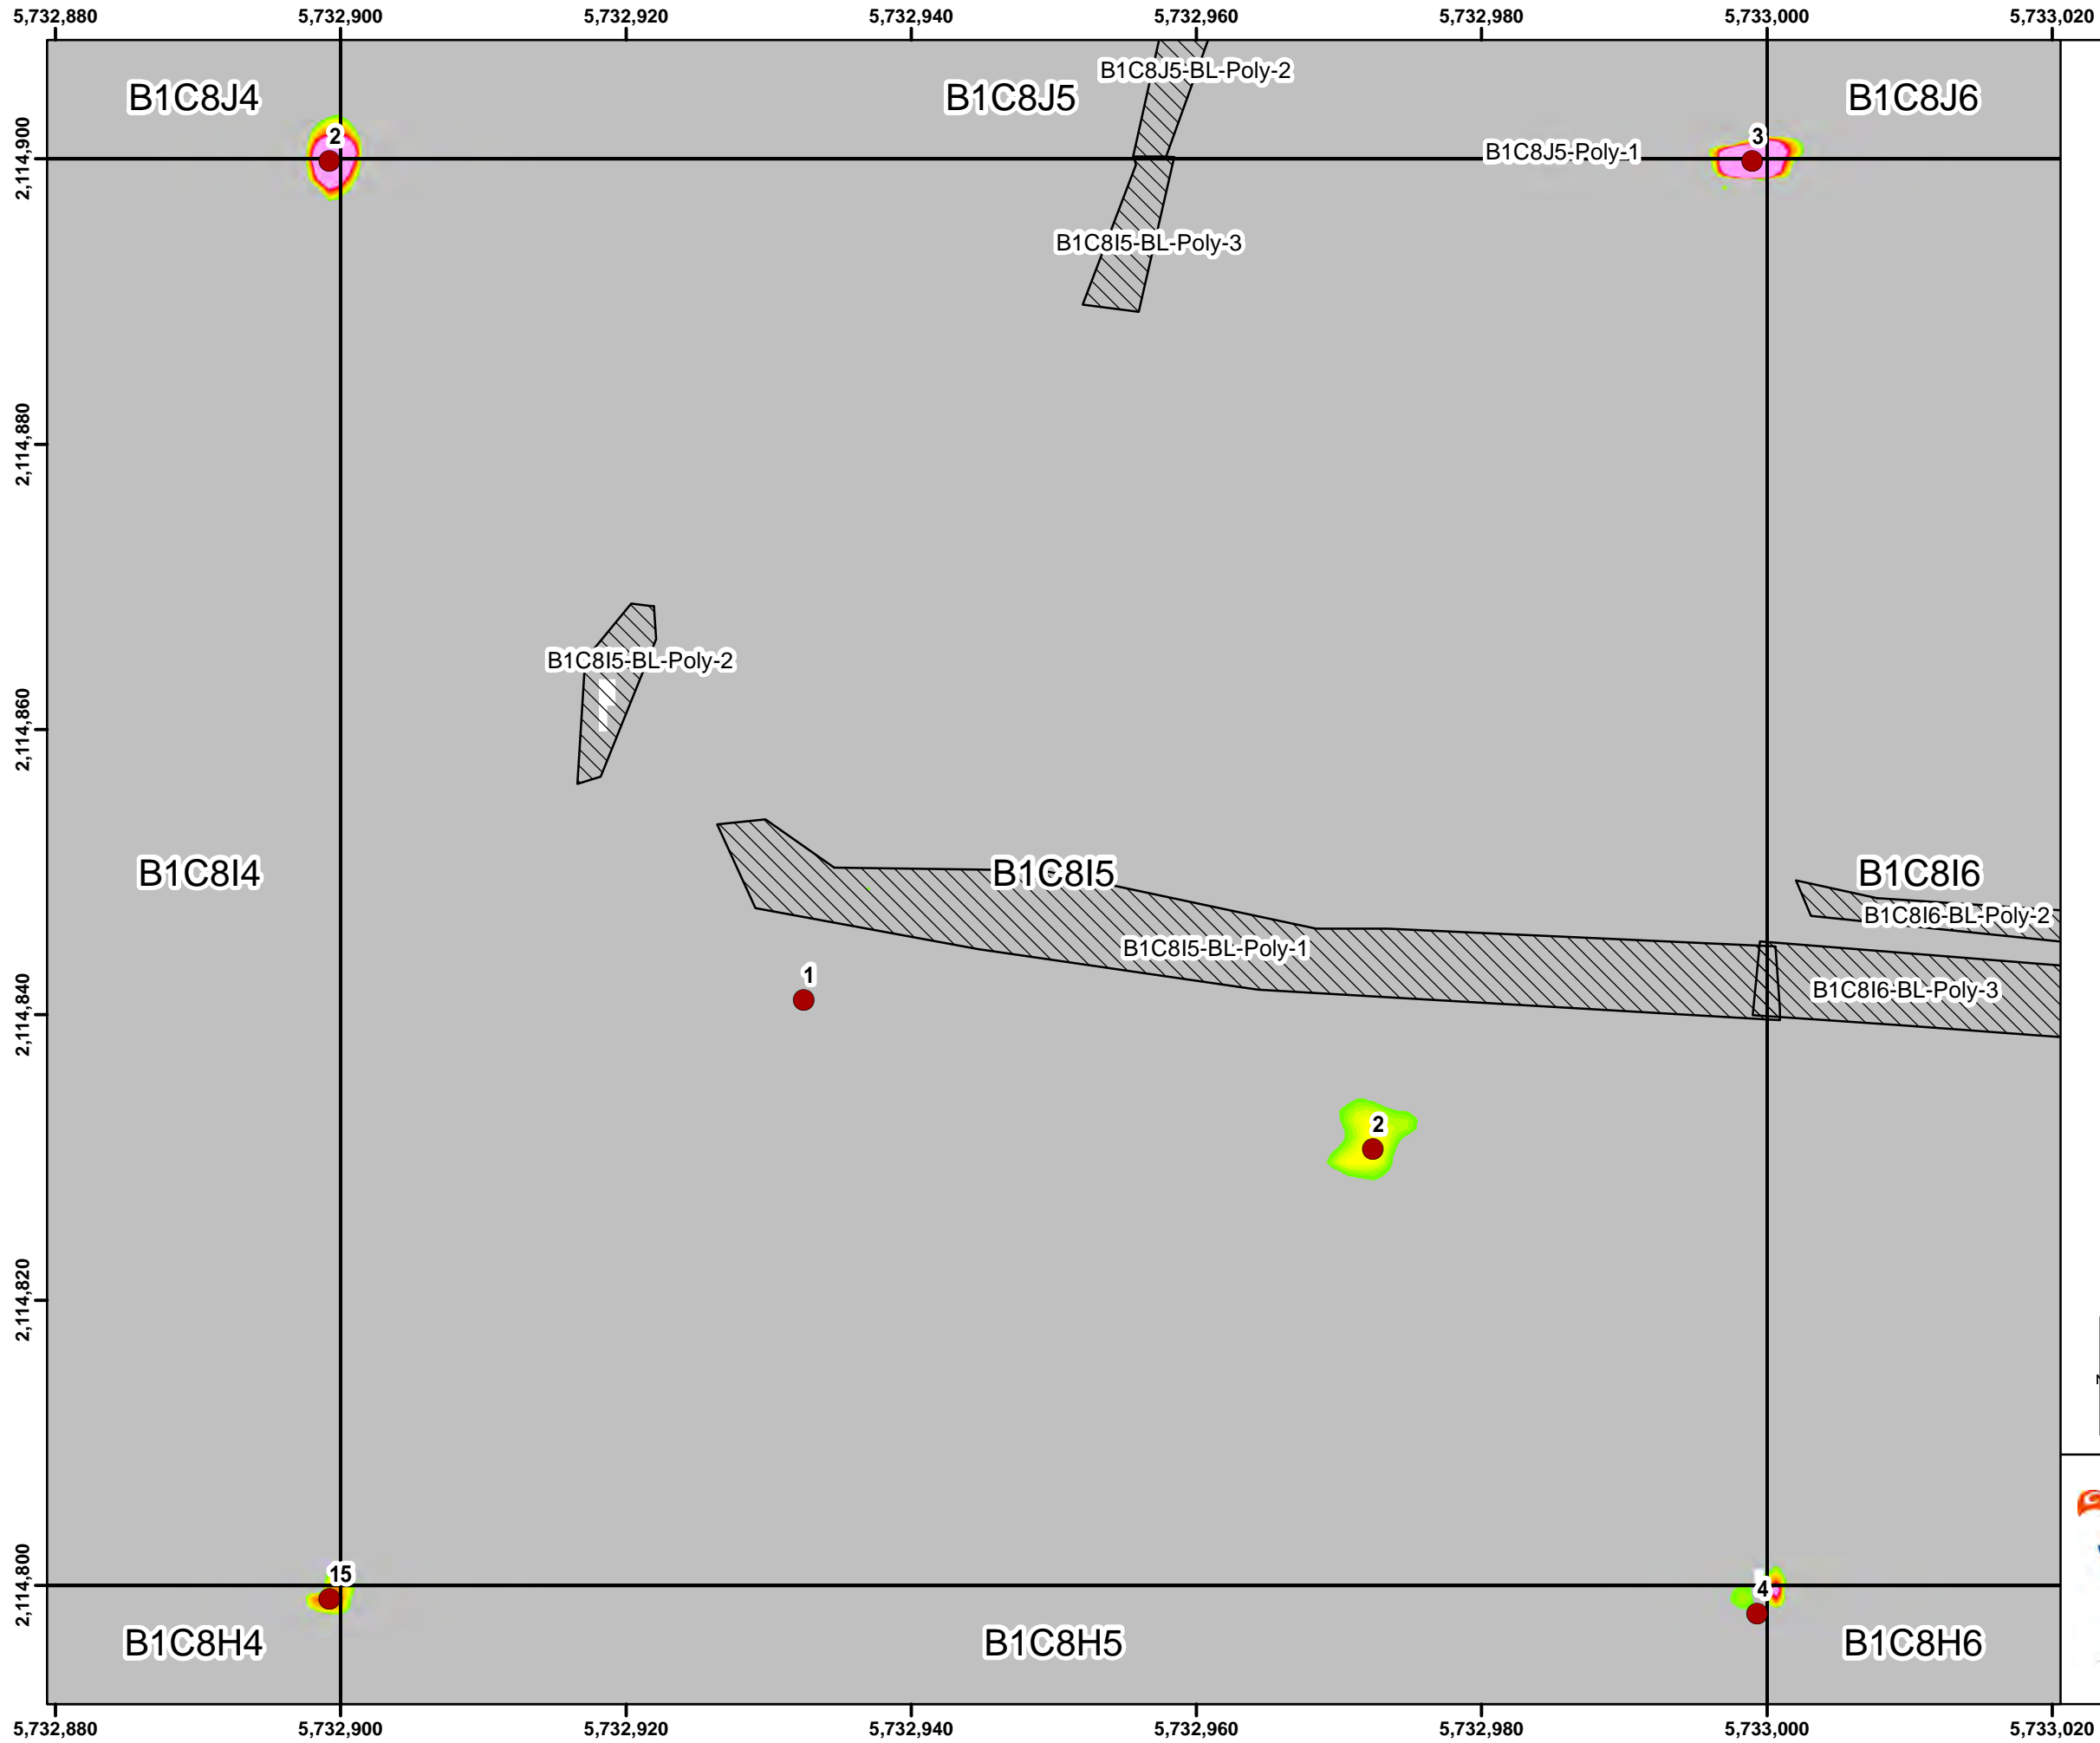 5,732,880 5,732,900 5,732,920 5,732,940 5,732,960 5,732,980 5,733,000 5,733,020
B1C8J5-BL-Poly-2
B1C8J4 B1C8J5 B1C8J6
2 3
2,114,900
B1C8J5-Poly-1
B1C8I5-BL-Poly-3
2,114,880
B1C8I5-BL-Poly-2
2,114,860
B1C8I4 B1C8I5 B1C8I6
B1C8I6-BL-Poly-2
B1C8I5-BL-Poly-1
1
B1C8I6-BL-Poly-3
2,114,840
2
2,114,820
15 4
2,114,800
B1C8H4 B1C8H5 B1C8H6
5,732,880 5,732,900 5,732,920 5,732,940 5,732,960 5,732,980 5,733,000 5,733,020